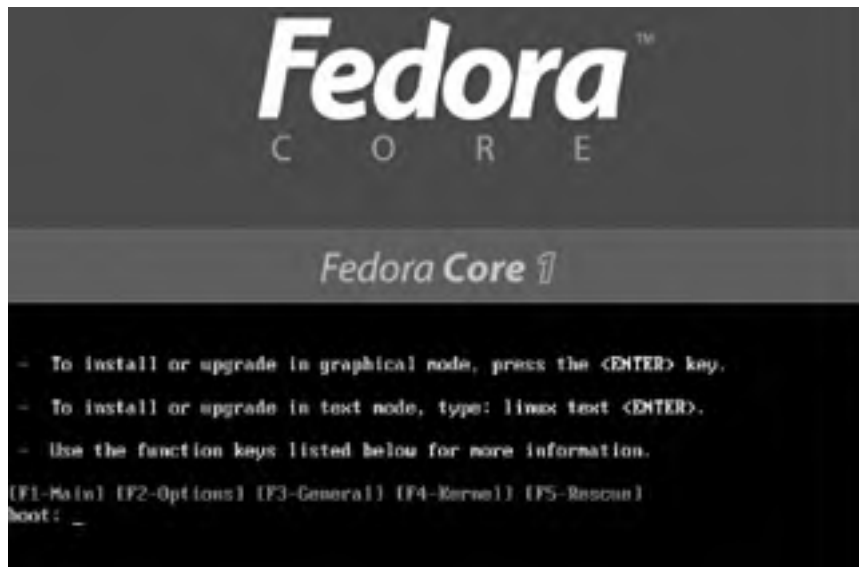 Fedora™
CORE
Fedora Core 1
- To install or upgrade in graphical mode, press the <ENTER> key.
- To install or upgrade in text mode, type: linux text <ENTER>.
- Use the function keys listed below for more information.
[F1-Main] [F2-Options] [F3-General] [F4-Kernel] [F5-Rescue]
boot: _